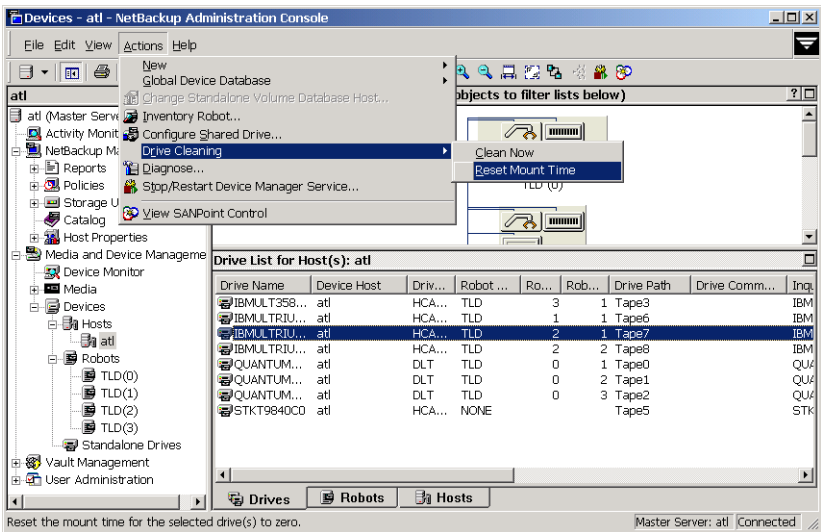 Devices - atl - NetBackup Administration Console
File Edit View Actions Help
New
Global Device Database
Change Standalone Volume Database Host...
Inventory Robot...
Configure Shared Drive...
Drive Cleaning
Diagnose...
Stop/Restart Device Manager Service...
View SANPoint Control
Clean Now
Reset Mount Time
atl
objects to filter lists below)
atl (Master Serve
Activity Monit
NetBackup Ma
Reports
Policies
Storage U
Catalog
Host Properties
Media and Device Manageme
Device Monitor
Media
Devices
Hosts
atl
Robots
TLD(0)
TLD(1)
TLD(2)
TLD(3)
Standalone Drives
Vault Management
User Administration
Drive List for Host(s): atl
Drive Name Device Host Driv... Robot ... Ro... Rob... Drive Path Drive Comm... Inqu
IBMULT358... atl HCA... TLD 3 1 Tape3 IBM
IBMULTRIU... atl HCA... TLD 1 1 Tape6 IBM
IBMULTRIU... atl HCA... TLD 2 1 Tape7 IBM
IBMULTRIU... atl HCA... TLD 2 2 Tape8 IBM
QUANTUM... atl DLT TLD 0 1 Tape0 QUA
QUANTUM... atl DLT TLD 0 2 Tape1 QUA
QUANTUM... atl DLT TLD 0 3 Tape2 QUA
STKT9840C0 atl HCA... NONE Tape5 STK
Drives Robots Hosts
Reset the mount time for the selected drive(s) to zero.
Master Server: atl Connected